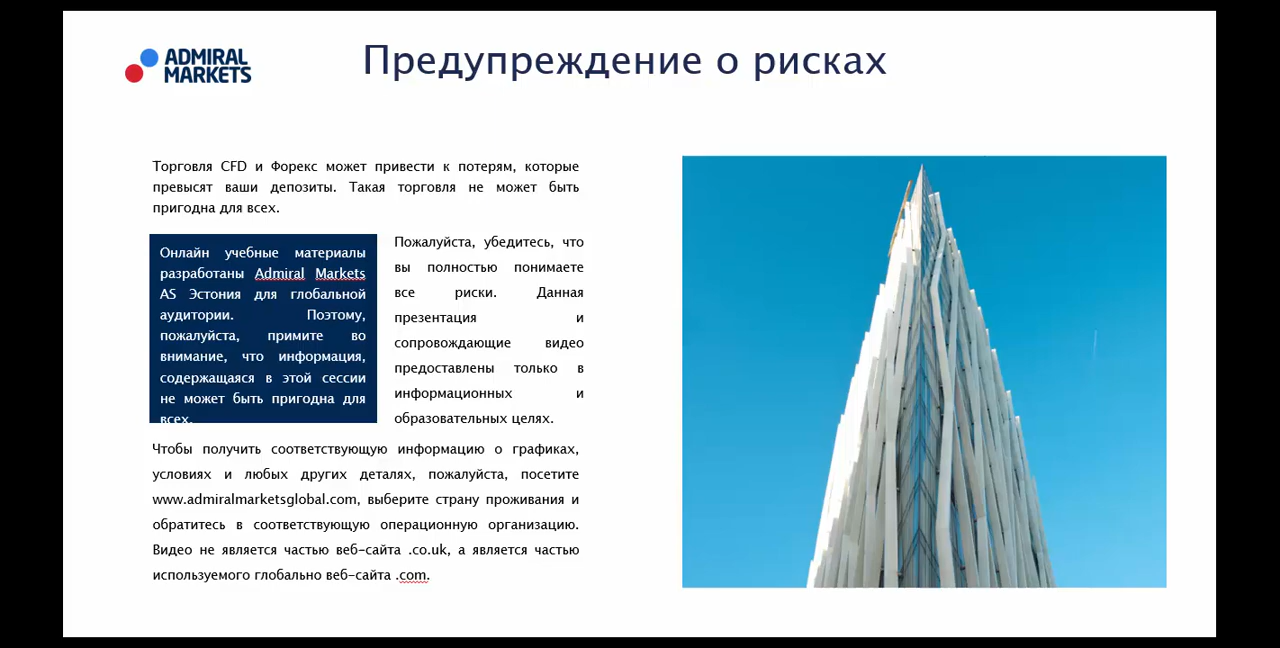 ADMIRAL
MARKETS
Предупреждение о рисках
Торговля CFD и Форекс может привести к потерям, которые
превысят ваши депозиты. Такая торговля не может быть
пригодна для всех.
Онлайн учебные материалы
разработаны Admiral Markets
AS Эстония для глобальной
аудитории. Поэтому,
пожалуйста, примите во
внимание, что информация,
содержащаяся в этой сессии
не может быть пригодна для
всех.
Пожалуйста, убедитесь, что
вы полностью понимаете
все риски. Данная
презентация и
сопровождающие видео
предоставлены только в
информационных и
образовательных целях.
Чтобы получить соответствующую информацию о графиках,
условиях и любых других деталях, пожалуйста, посетите
www.admiralmarketsglobal.com, выберите страну проживания и
обратитесь в соответствующую операционную организацию.
Видео не является частью веб-сайта .co.uk, а является частью
используемого глобально веб-сайта .com.